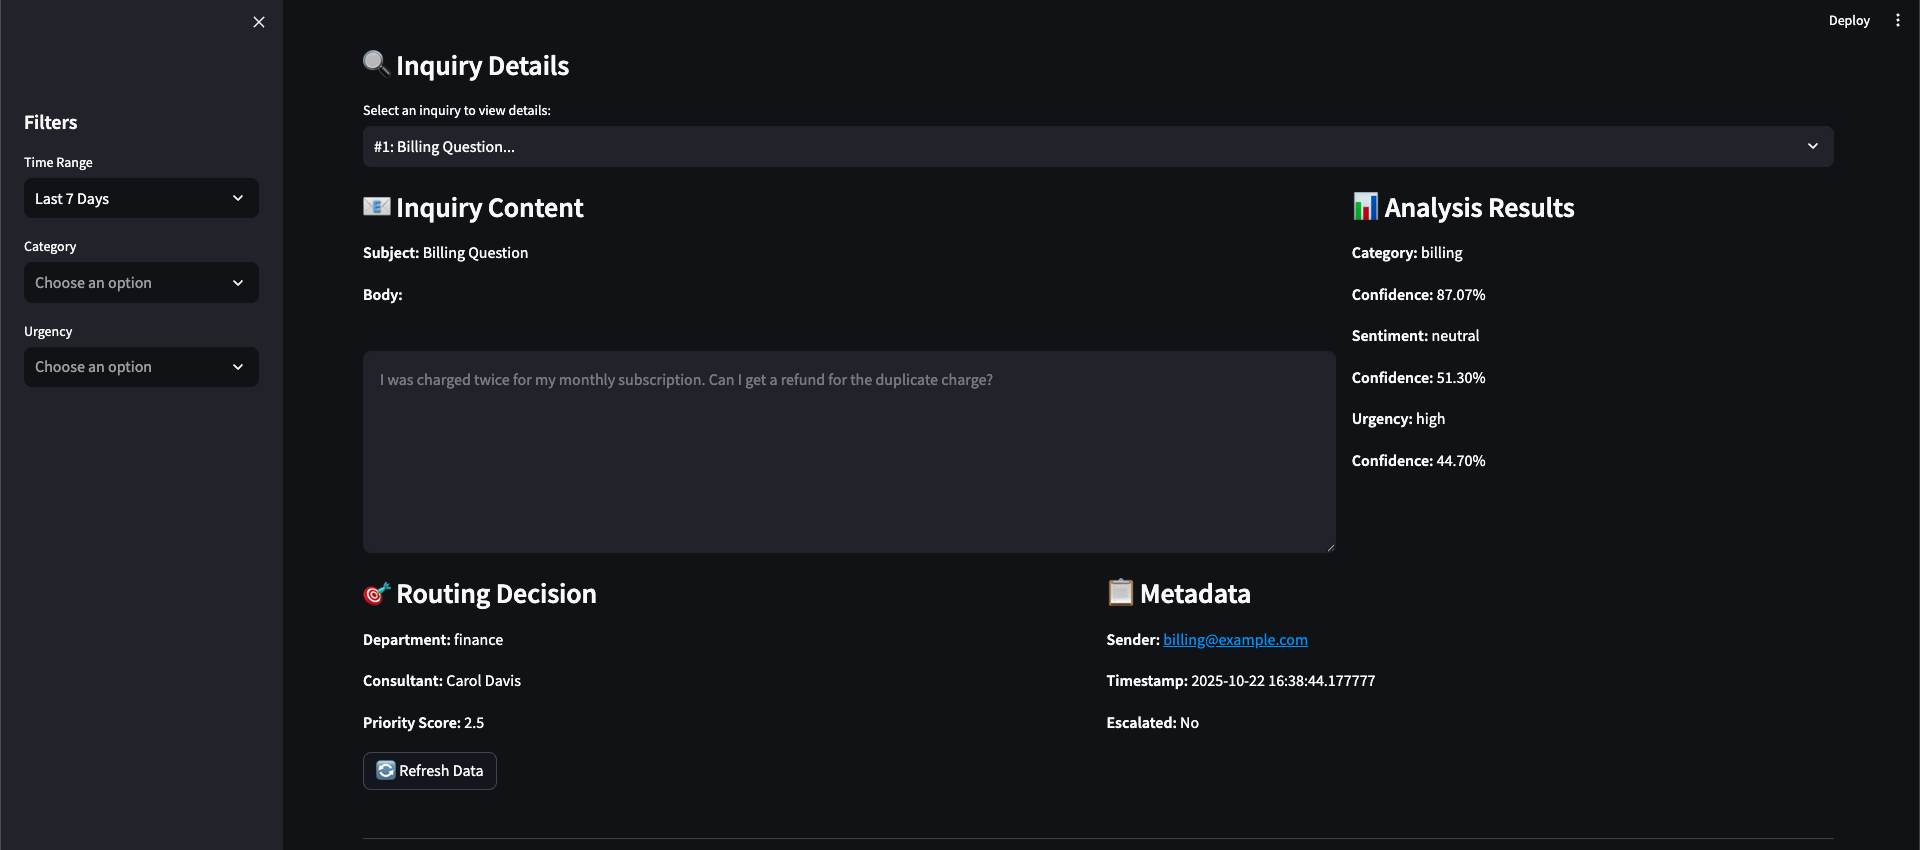 Deploy
Filters
Time Range
Last 7 Days
Category
Choose an option
Urgency
Choose an option
Inquiry Details
Select an inquiry to view details:
#1: Billing Question...
Inquiry Content
Subject: Billing Question
Body:
I was charged twice for my monthly subscription. Can I get a refund for the duplicate charge?
Analysis Results
Category: billing
Confidence: 87.07%
Sentiment: neutral
Confidence: 51.30%
Urgency: high
Confidence: 44.70%
Routing Decision
Department: finance
Consultant: Carol Davis
Priority Score: 2.5
Refresh Data
Metadata
Sender: billing@example.com
Timestamp: 2025-10-22 16:38:44.177777
Escalated: No